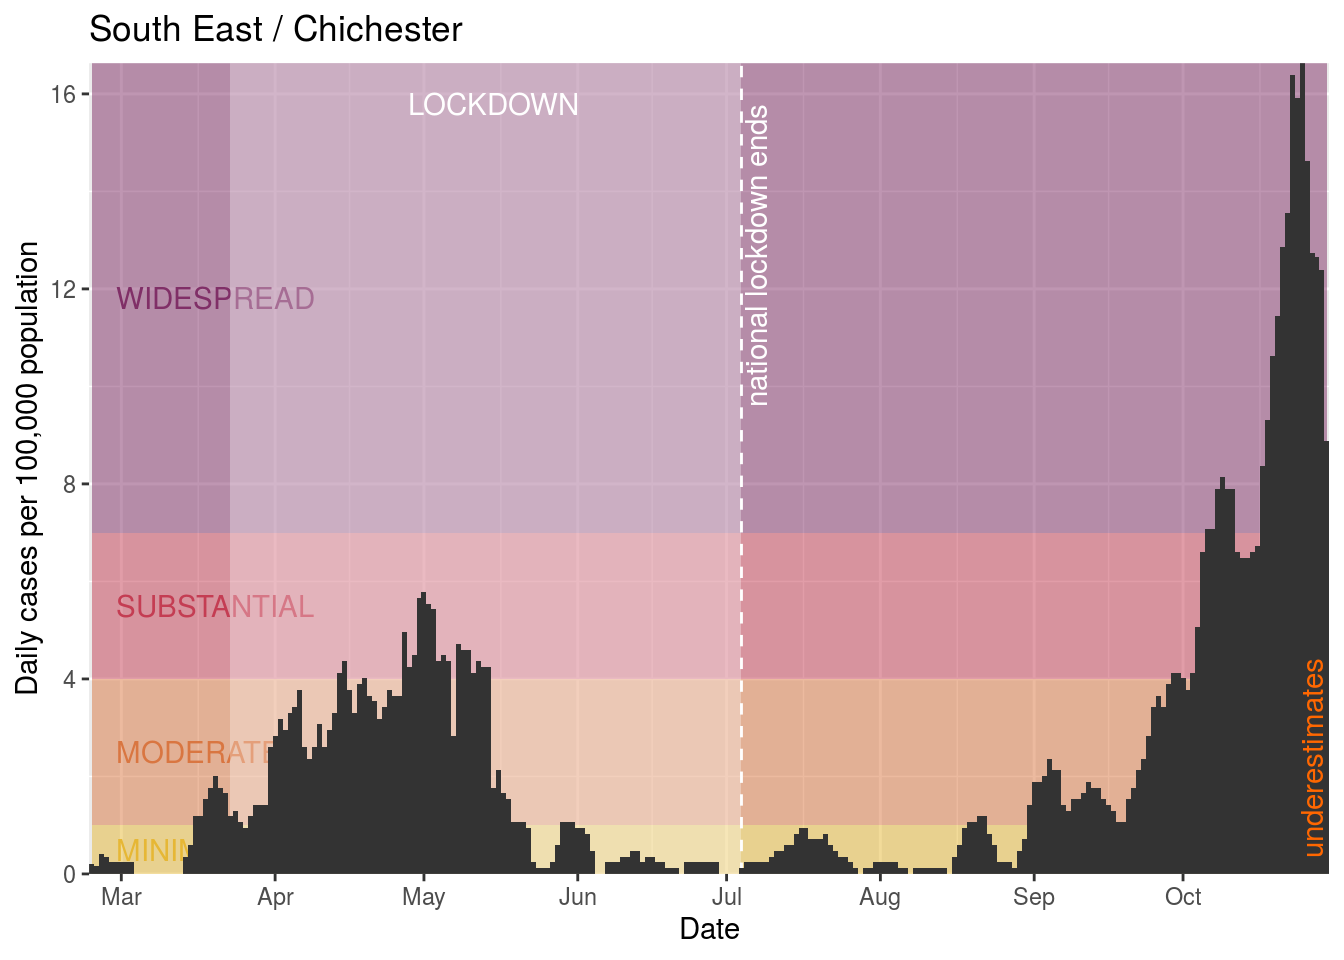 South East / Chichester
Daily cases per 100,000 population
16
12
8
4
0
LOCKDOWN
national lockdown ends
WIDESPREAD
SUBSTANTIAL
MODERATE
MINIM
underestimates
Mar Apr May Jun Jul Aug Sep Oct
Date